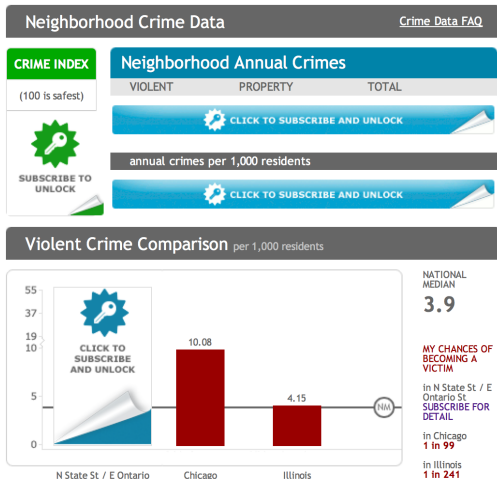 Neighborhood Crime Data
Crime Data FAQ
CRIME INDEX
(100 is safest)
SUBSCRIBE TO
UNLOCK
Neighborhood Annual Crimes
VIOLENT PROPERTY TOTAL
CLICK TO SUBSCRIBE AND UNLOCK
annual crimes per 1,000 residents
CLICK TO SUBSCRIBE AND UNLOCK
Violent Crime Comparison per 1,000 residents
55
37
19
10
5
0
CLICK TO
SUBSCRIBE
AND UNLOCK
10.08
4.15
NM
N State St / E Ontario
Chicago
Illinois
NATIONAL
MEDIAN
3.9
MY CHANCES OF
BECOMING A
VICTIM
in N State St / E
Ontario St
SUBSCRIBE FOR
DETAIL
in Chicago
1 in 99
in Illinois
1 in 241